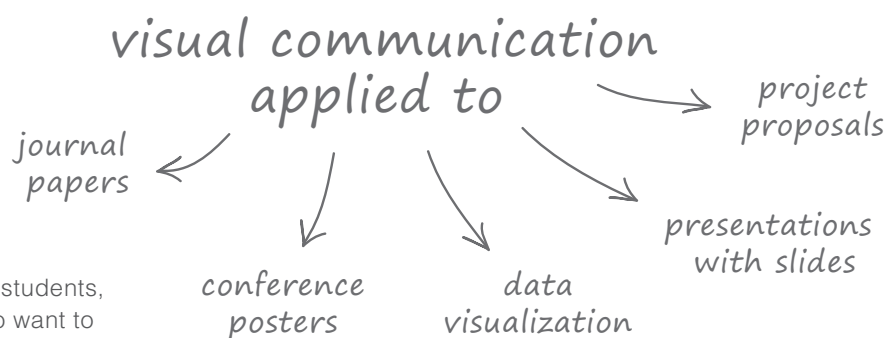 visual communication
applied to
project
proposals
journal
papers
presentations
with slides
students,
o want to
conference
posters
data
visualization